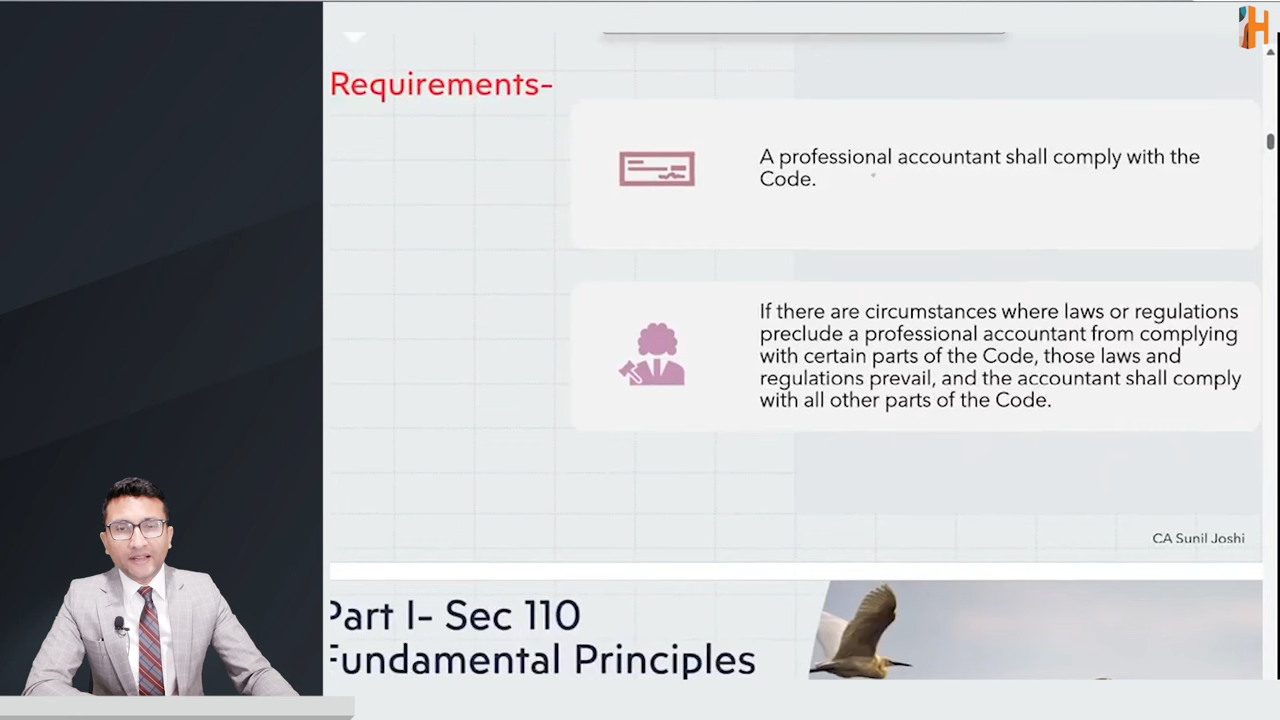 H
Requirements-
A professional accountant shall comply with the
Code.
If there are circumstances where laws or regulations
preclude a professional accountant from complying
with certain parts of the Code, those laws and
regulations prevail, and the accountant shall comply
with all other parts of the Code.
CA Sunil Joshi
Part I- Sec 110
Fundamental Principles